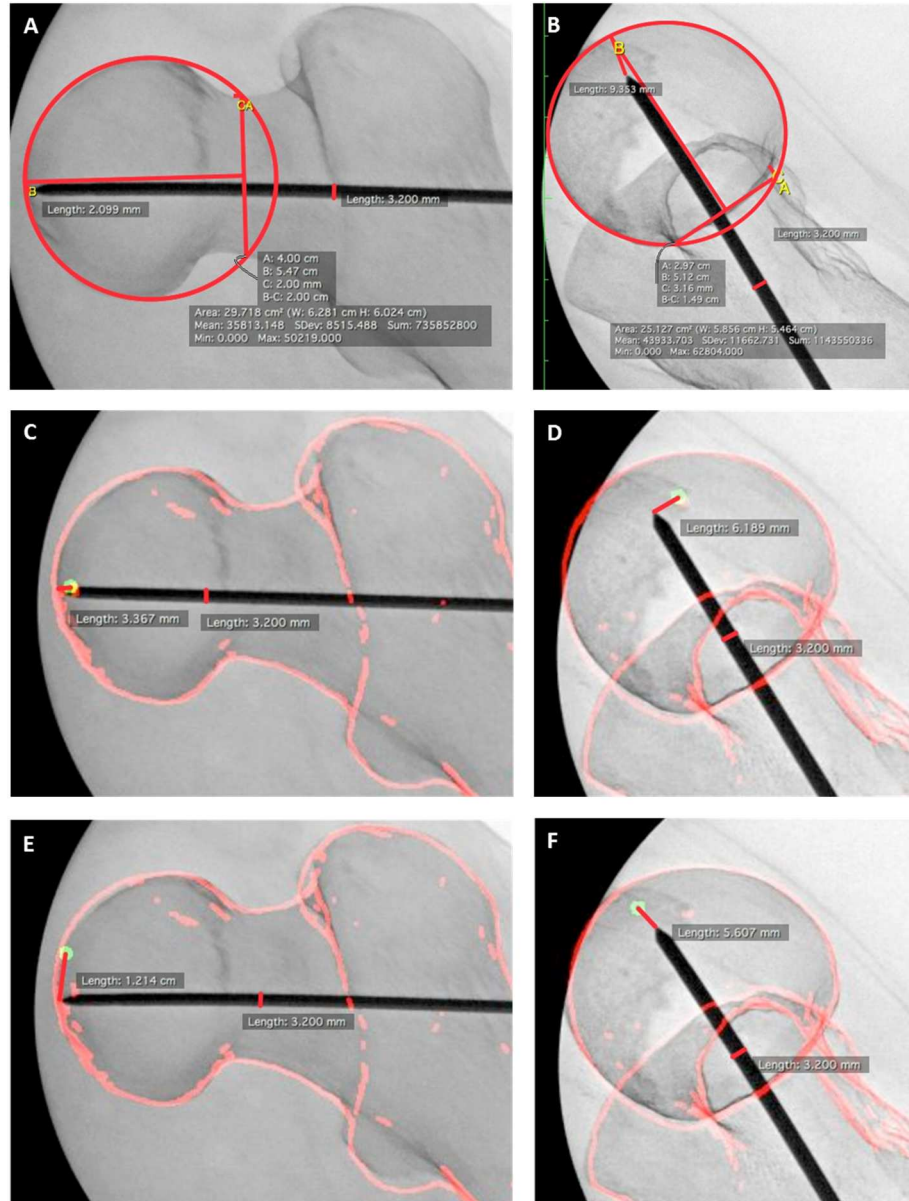 A
CA
B
Length: 2.099 mm
Length: 3.200 mm
A: 4.00 cm
B: 5.47 cm
C: 2.00 mm
B-C: 2.00 cm
Area: 29.718 cm² (W: 6.281 cm H: 6.024 cm)
Mean: 35813.148 SDev: 8515.488 Sum: 735852800
Min: 0.000 Max: 50219.000
B
B
Length: 9.353 mm
A
Length: 3.200 mm
A: 2.97 cm
B: 5.12 cm
C: 3.16 mm
B-C: 1.49 cm
Area: 25.127 cm² (W: 5.856 cm H: 5.464 cm)
Mean: 43933.703 SDev: 11662.731 Sum: 1143550336
Min: 0.000 Max: 62804.000
C
Length: 3.367 mm
Length: 3.200 mm
D
Length: 6.189 mm
Length: 3.200 mm
E
Length: 1.214 cm
Length: 3.200 mm
F
Length: 5.607 mm
Length: 3.200 mm